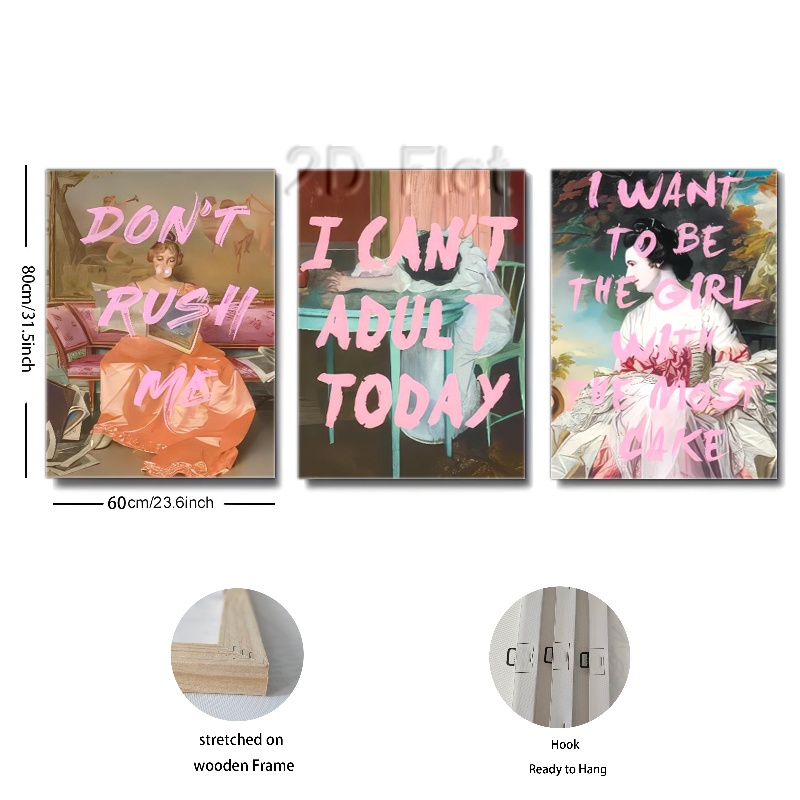 2D Flat
DON'T
RUSH
ME
I CAN'T
ADULT
TODAY
I WANT
TO BE
THE GIRL
WITH
THE MOST
CAKE
80cm/31.5inch
60cm/23.6inch
stretched on
wooden Frame
Hook
Ready to Hang